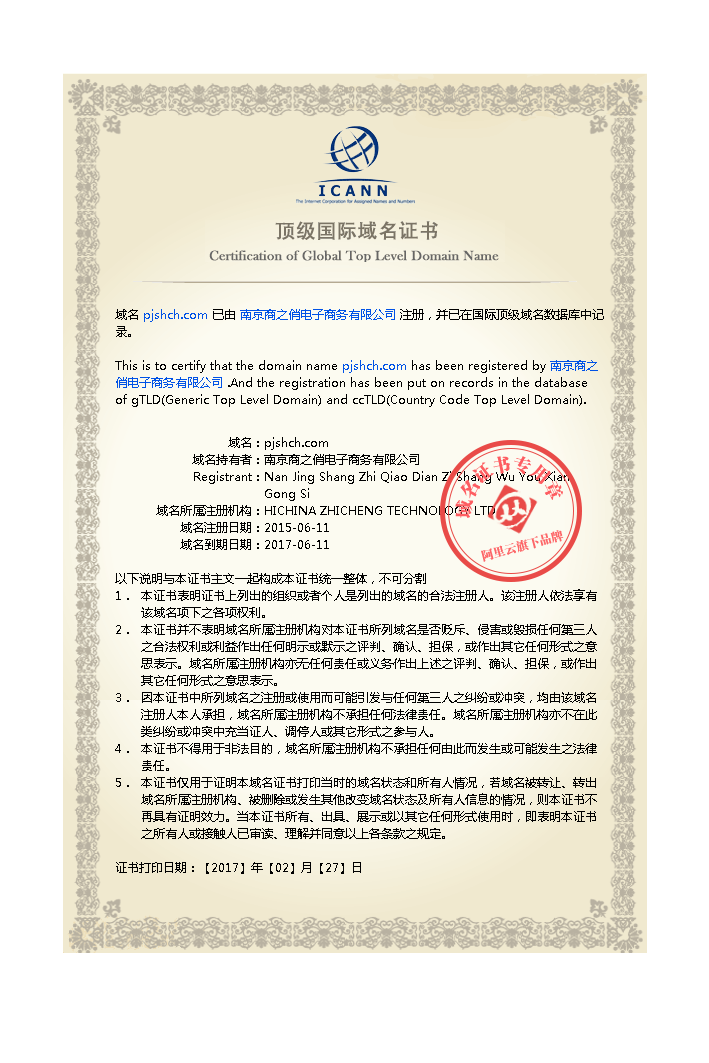 ICANN
The Internet Corporation for Assigned Names and Numbers
顶级国际域名证书
Certification of Global Top Level Domain Name
域名 pjshch.com 已由 南京商之俏电子商务有限公司 注册，并已在国际顶级域名数据库中记
录。
This is to certify that the domain name pjshch.com has been registered by 南京商之
俏电子商务有限公司 .And the registration has been put on records in the database
of gTLD(Generic Top Level Domain) and ccTLD(Country Code Top Level Domain).
域名：pjshch.com
域名持有者：南京商之俏电子商务有限公司
Registrant：Nan Jing Shang Zhi Qiao Dian Zi Shang Wu You Xian
Gong Si
域名所属注册机构：HICHINA ZHICHENG TECHNOLOGY LTD.
域名注册日期：2015-06-11
域名到期日期：2017-06-11
域名证书专用章
阿里云旗下品牌
以下说明与本证书主文一起构成本证书统一整体，不可分割
1． 本证书表明证书上列出的组织或者个人是列出的域名的合法注册人。该注册人依法享有
该域名项下之各项权利。
2． 本证书并不表明域名所属注册机构对本证书所列域名是否贬斥、侵害或毁损任何第三人
之合法权利或利益作出任何明示或默示之评判、确认、担保，或作出其它任何形式之意
思表示。域名所属注册机构亦无任何责任或义务作出上述之评判、确认、担保，或作出
其它任何形式之意思表示。
3． 因本证书中所列域名之注册或使用而可能引发与任何第三人之纠纷或冲突，均由该域名
注册人本人承担，域名所属注册机构不承担任何法律责任。域名所属注册机构亦不在此
类纠纷或冲突中充当证人、调停人或其它形式之参与人。
4． 本证书不得用于非法目的，域名所属注册机构不承担任何由此而发生或可能发生之法律
责任。
5． 本证书仅用于证明本域名证书打印当时的域名状态和所有人情况，若域名被转让、转出
域名所属注册机构、被删除或发生其他改变域名状态及所有人信息的情况，则本证书不
再具有证明效力。当本证书所有、出具、展示或以其它任何形式使用时，即表明本证书
之所有人或接触人已审读、理解并同意以上各条款之规定。
证书打印日期：【2017】年【02】月【27】日